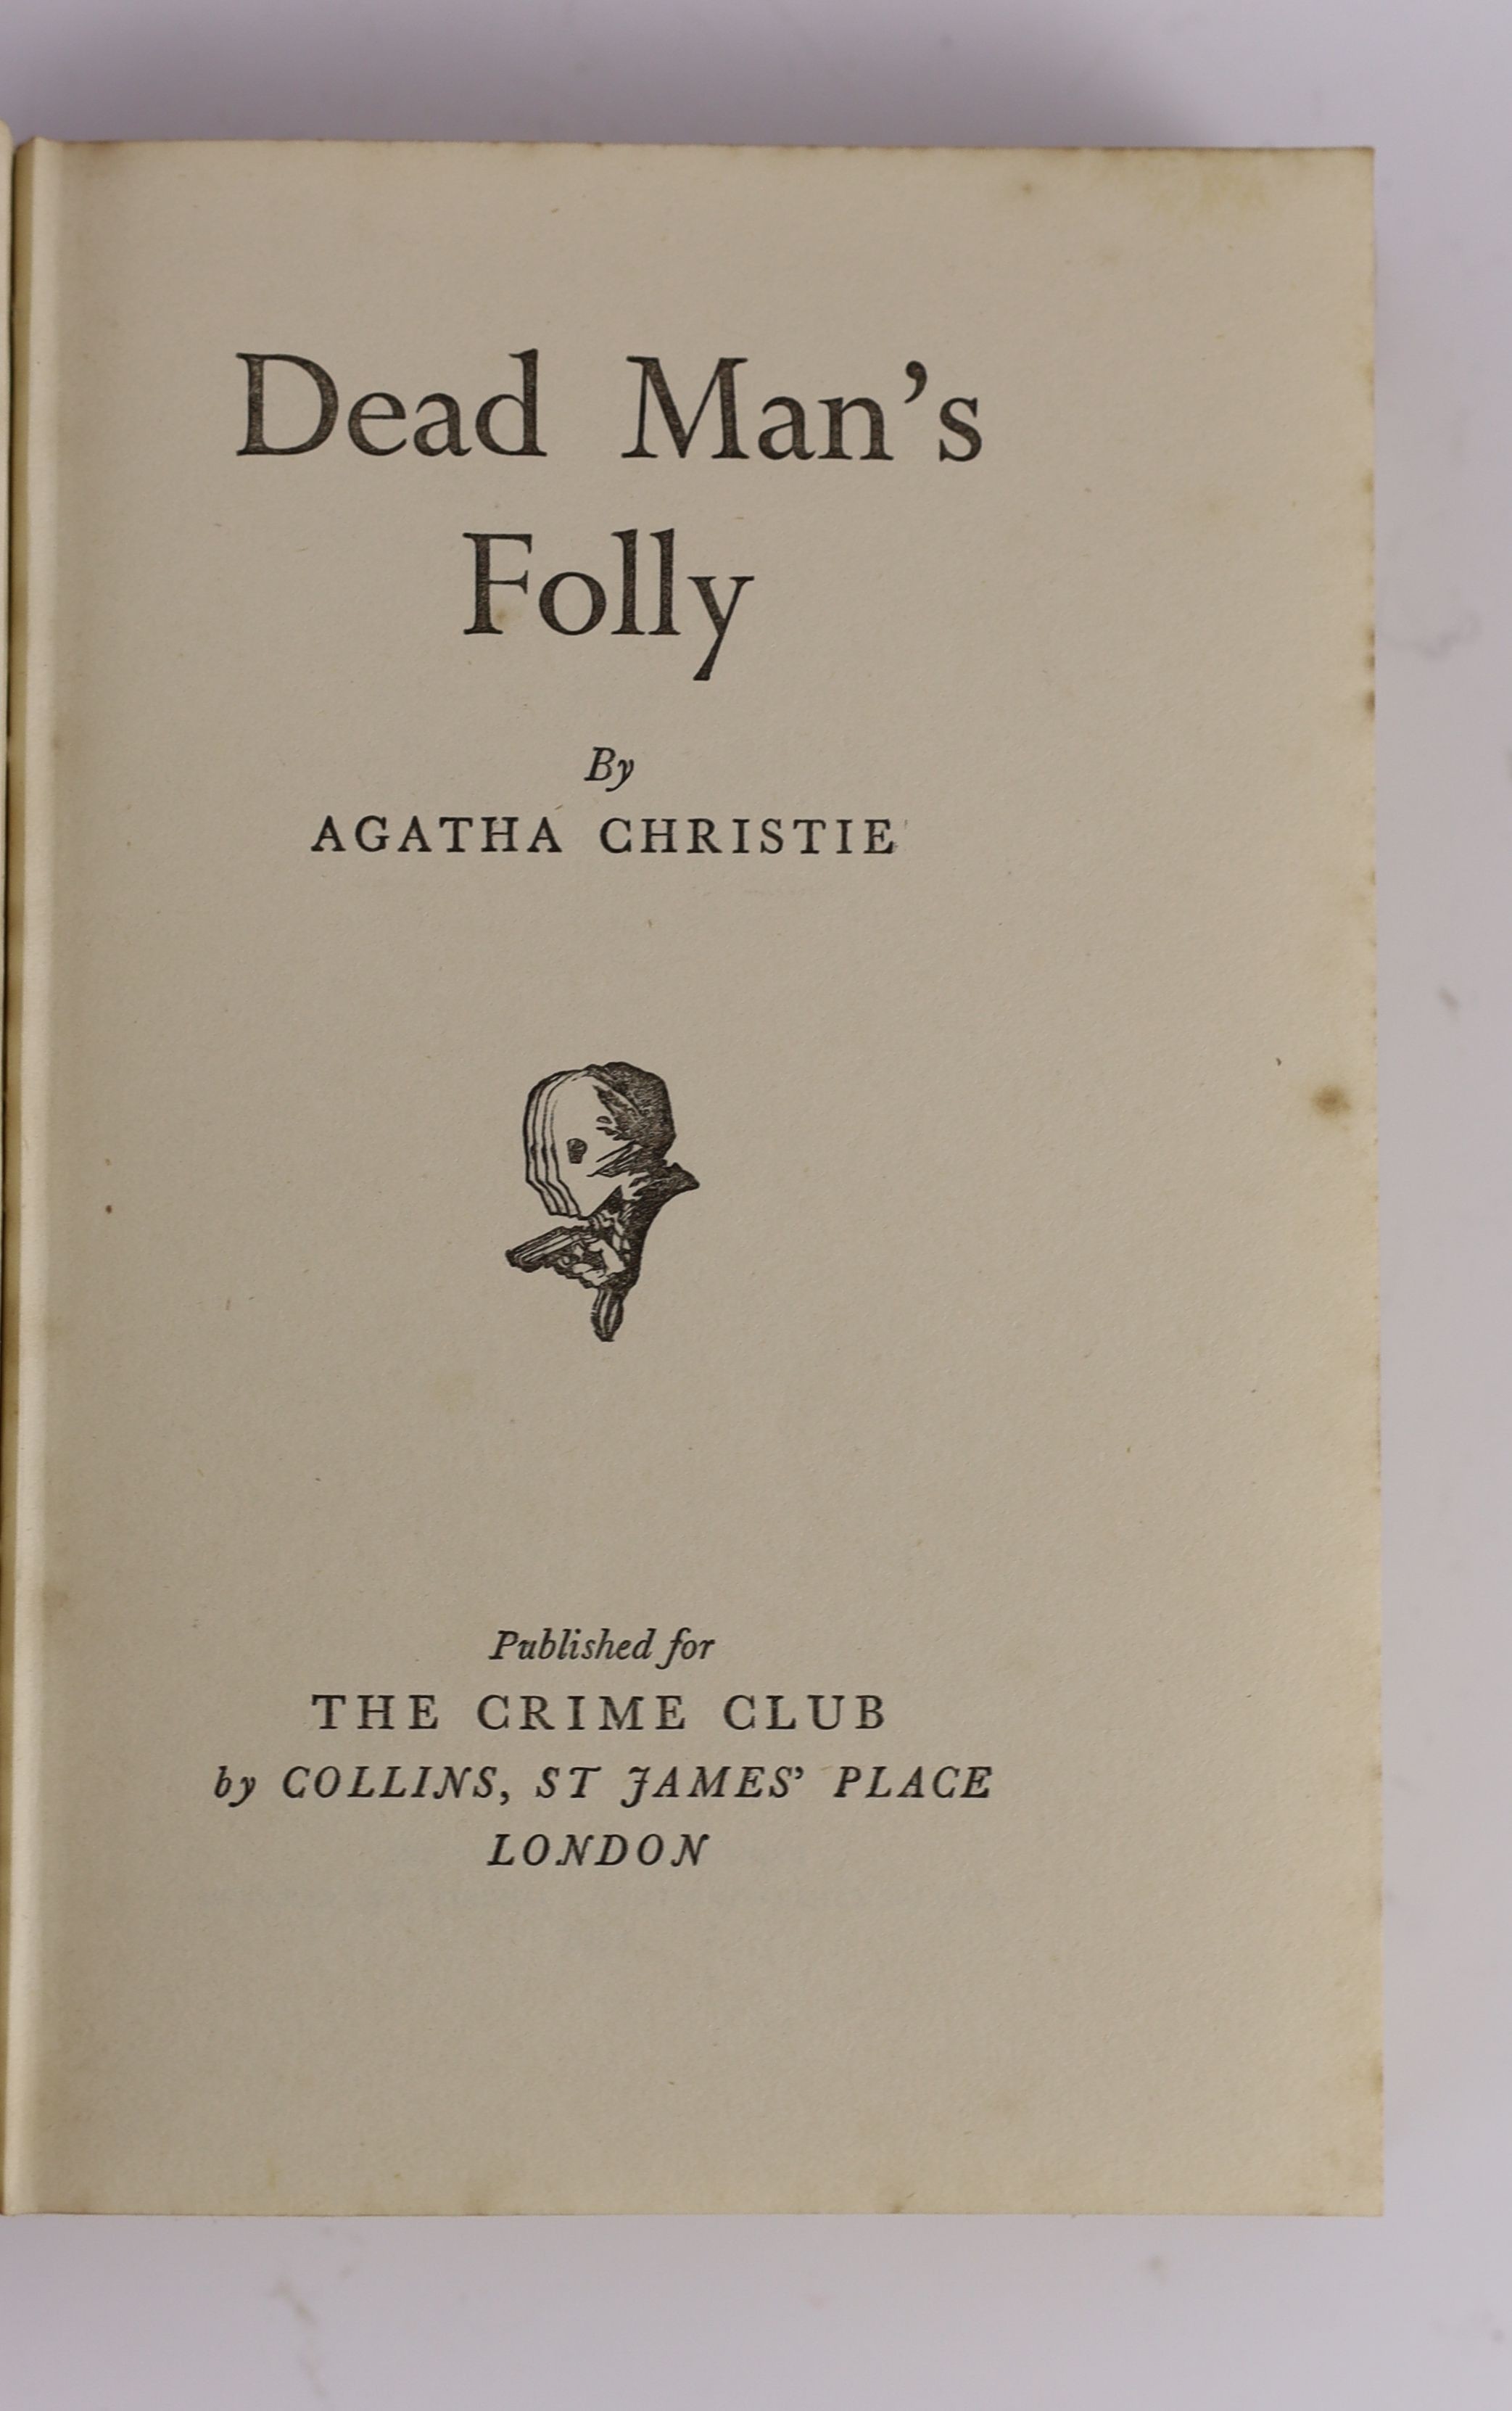 Dead Man’s
Folly
By
AGATHA CHRISTIE
Published for
THE CRIME CLUB
by COLLINS, ST JAMES’ PLACE
LONDON